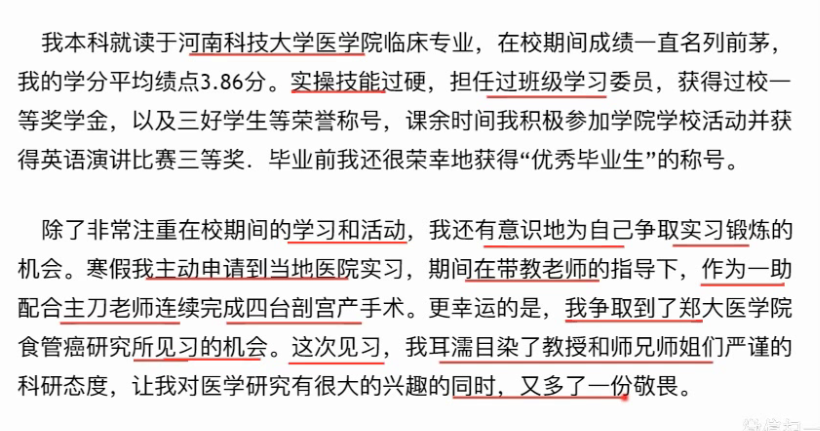 我本科就读于河南科技大学医学院临床专业，在校期间成绩一直名列前茅，
我的学分平均绩点3.86分。实操技能过硬，担任过班级学习委员，获得过校一
等奖学金，以及三好学生等荣誉称号，课余时间我积极参加学院学校活动并获
得英语演讲比赛三等奖．毕业前我还很荣幸地获得“优秀毕业生”的称号。
除了非常注重在校期间的学习和活动，我还有意识地为自己争取实习锻炼的
机会。寒假我主动申请到当地医院实习，期间在带教老师的指导下，作为一助
配合主刀老师连续完成四台剖宫产手术。更幸运的是，我争取到了郑大医学院
食管癌研究所见习的机会。这次见习，我耳濡目染了教授和师兄师姐们严谨的
科研态度，让我对医学研究有很大的兴趣的同时，又多了一份敬畏。